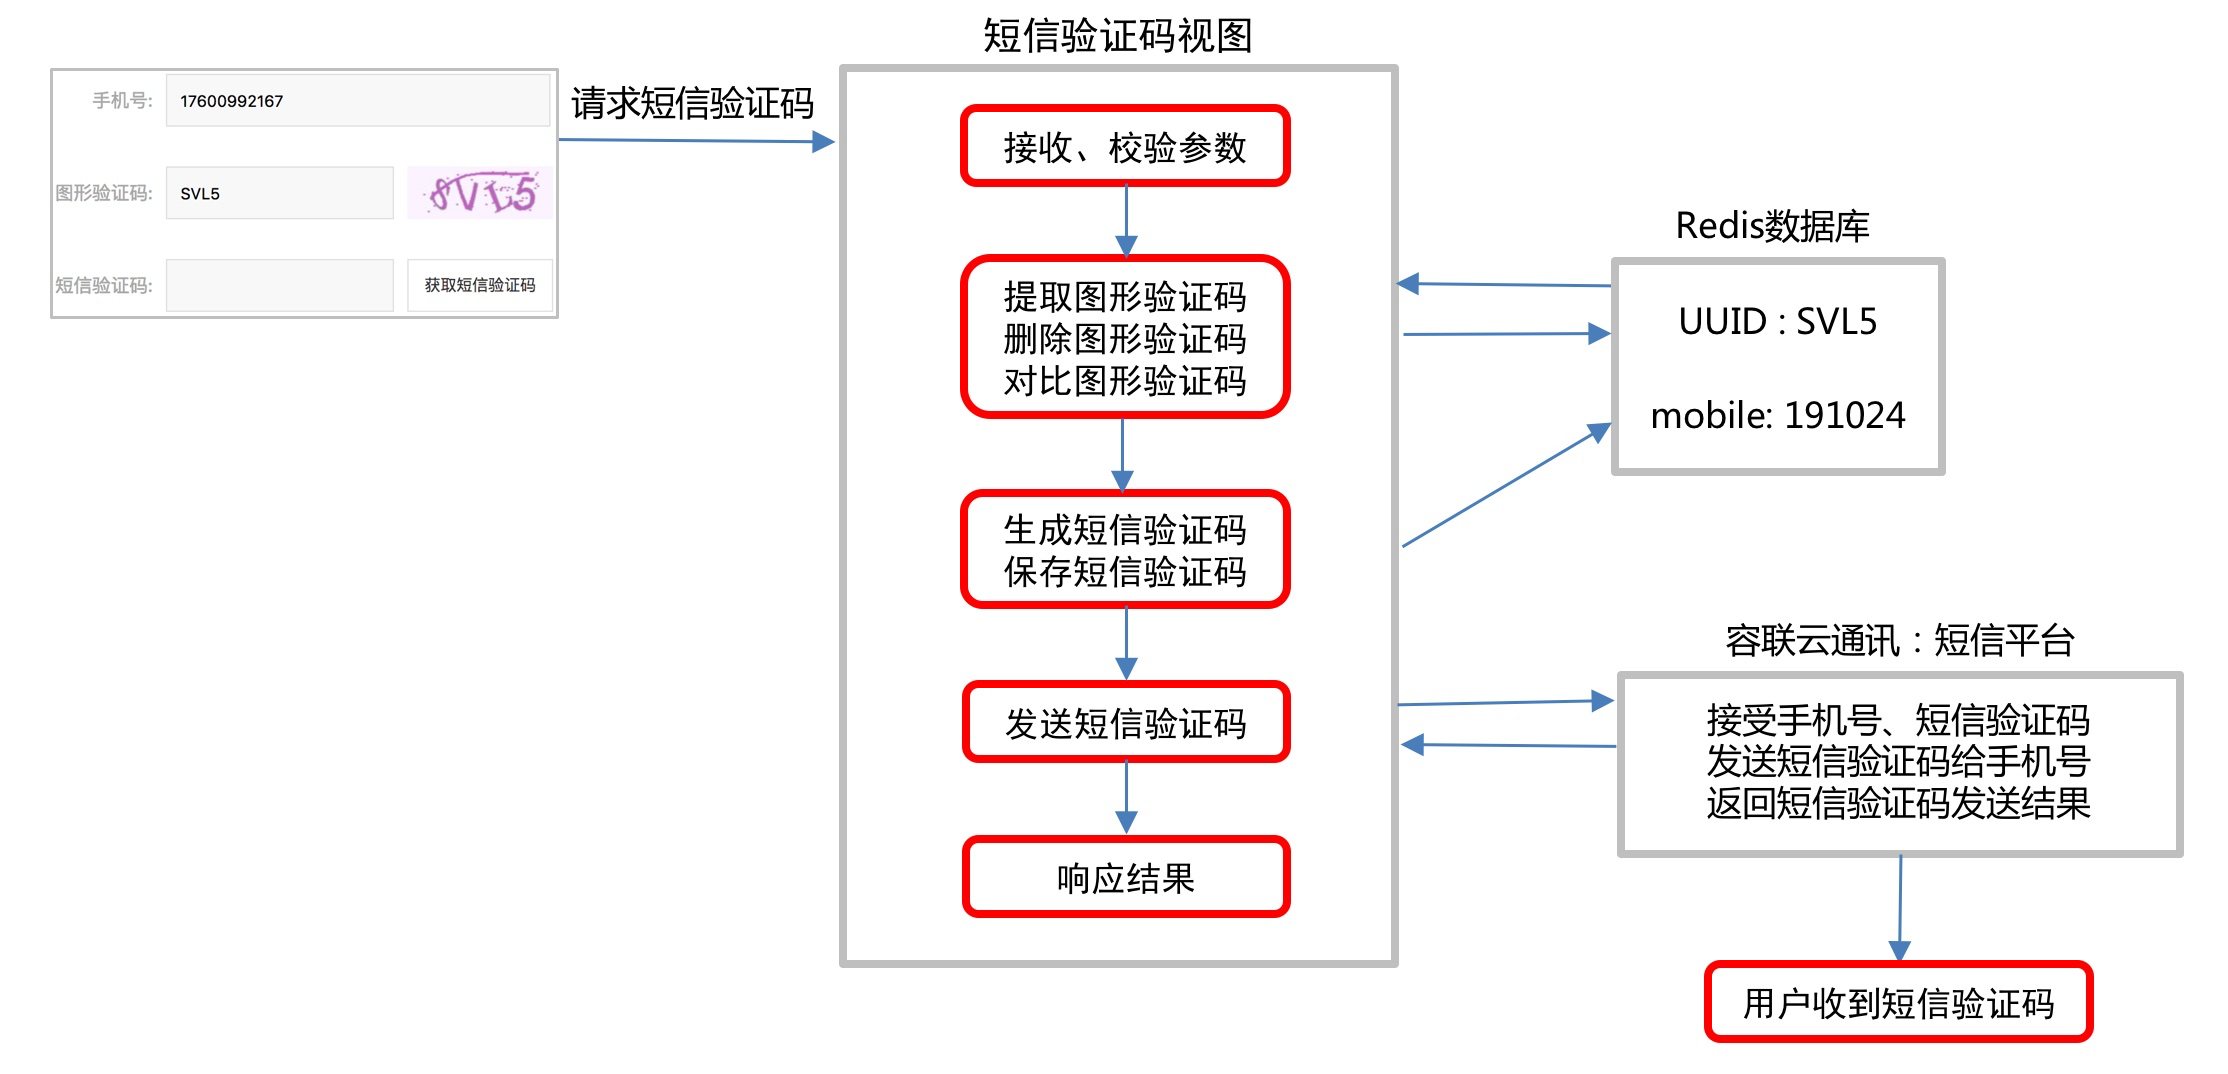 短信验证码视图
手机号: 17600992167
请求短信验证码
图形验证码: SVL5 SVL5
短信验证码: 获取短信验证码
接收、校验参数
提取图形验证码
删除图形验证码
对比图形验证码
生成短信验证码
保存短信验证码
发送短信验证码
响应结果
Redis数据库
UUID : SVL5
mobile: 191024
容联云通讯：短信平台
接受手机号、短信验证码
发送短信验证码给手机号
返回短信验证码发送结果
用户收到短信验证码